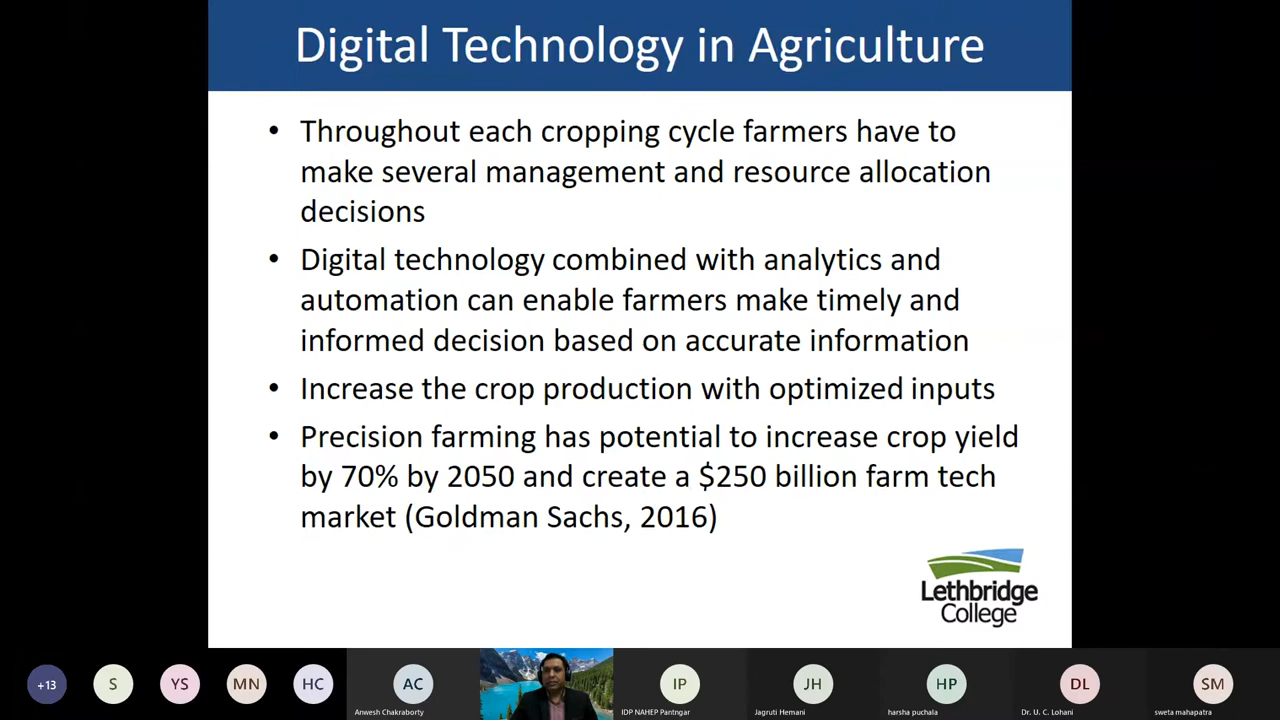 Digital Technology in Agriculture
• Throughout each cropping cycle farmers have to
make several management and resource allocation
decisions
• Digital technology combined with analytics and
automation can enable farmers make timely and
informed decision based on accurate information
• Increase the crop production with optimized inputs
• Precision farming has potential to increase crop yield
by 70% by 2050 and create a $250 billion farm tech
market (Goldman Sachs, 2016)
Lethbridge
College
+13
S
YS
MN
HC
AC
IP
JH
HP
DL
SM
Anwesh Chakraborty
IDP NAHEP Pantngar
Jagruti Hemani
harsha puchala
Dr. U. C. Lohani
sweta mahapatra